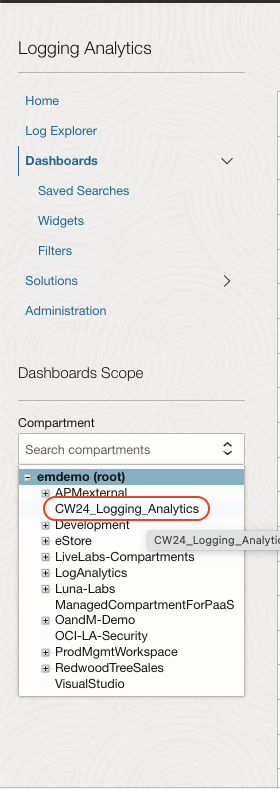 Logging Analytics
Home
Log Explorer
Dashboards
Saved Searches
Widgets
Filters
Solutions
Administration
Dashboards Scope
Compartment
Search compartments
emdemo (root)
APMexternal
CW24_Logging_Analytics
Development
CW24_Logging_Analytic
eStore
LiveLabs-Compartments
LogAnalytics
Luna-Labs
ManagedCompartmentForPaaS
OandM-Demo
OCI-LA-Security
ProdMgmtWorkspace
RedwoodTreeSales
VisualStudio